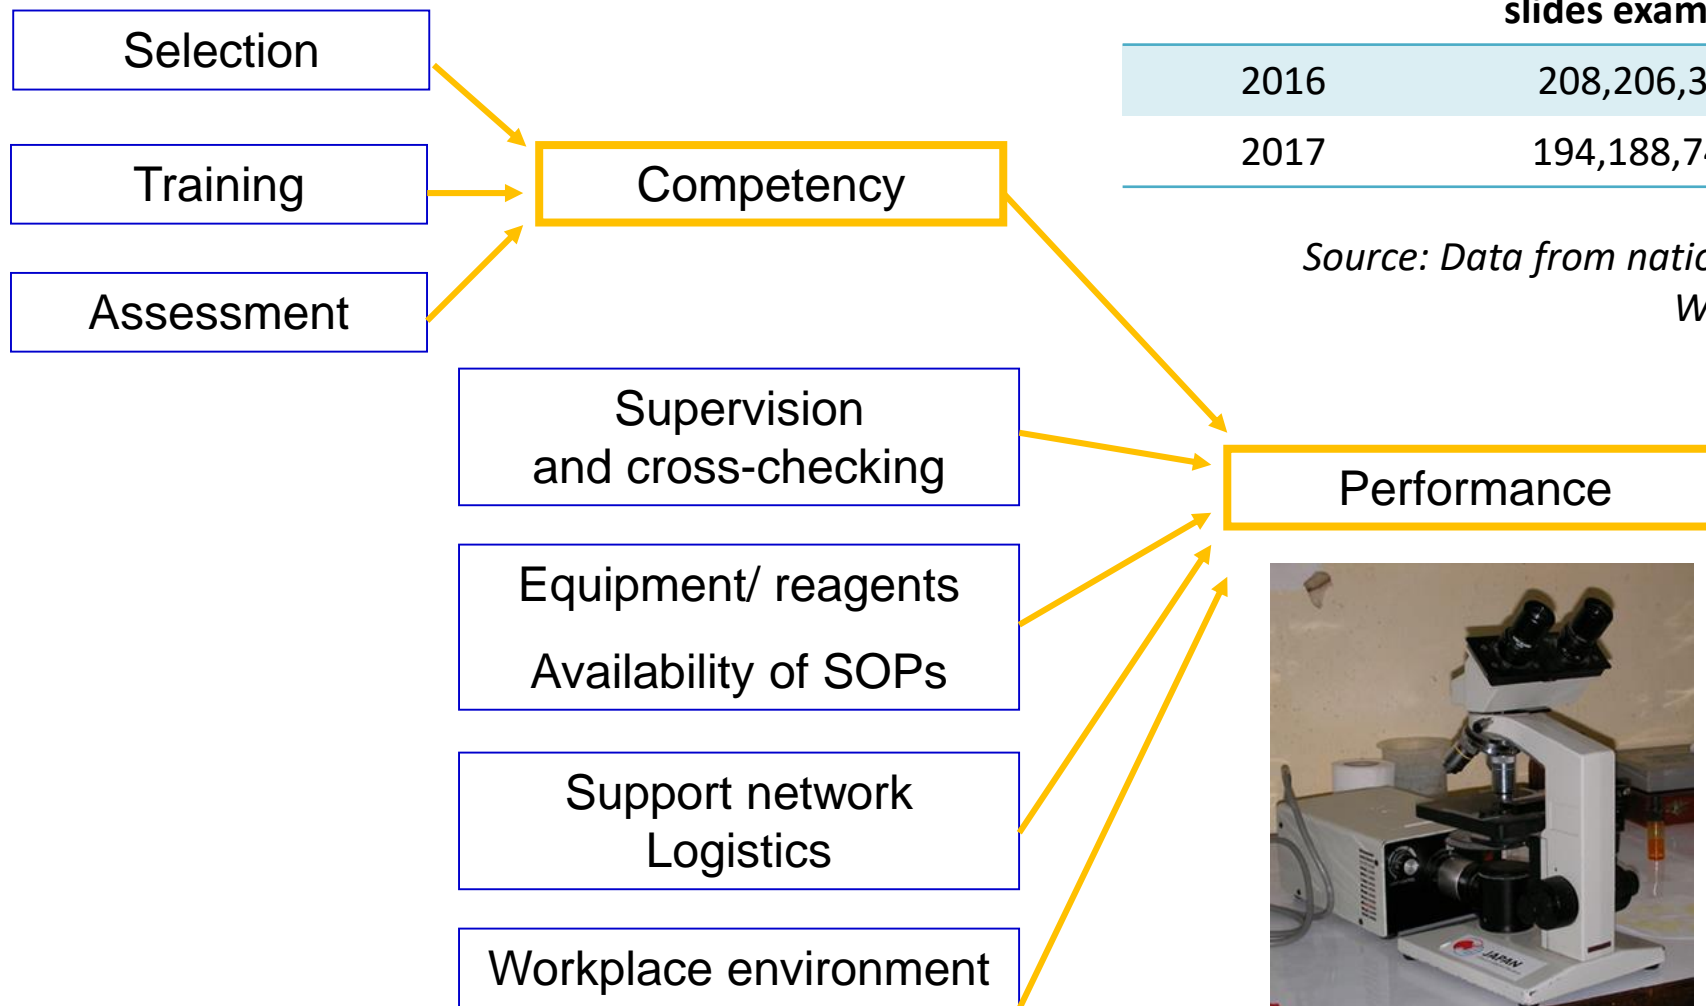 Selection
Training
Assessment
Competency
Supervision
and cross-checking
Equipment/ reagents
Availability of SOPs
Support network
Logistics
Workplace environment
Performance
slides exam
2016 208,206,3
2017 194,188,7
Source: Data from natio
W
JAPAN